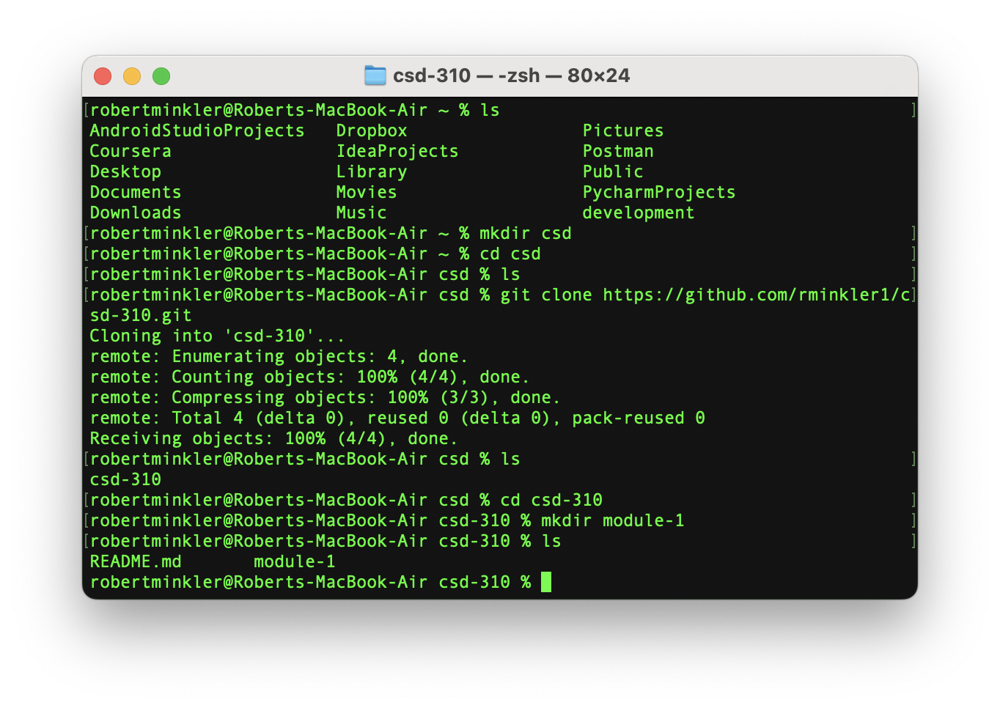 csd-310 — -zsh — 80×24
[robertminkler@Roberts-MacBook-Air ~ % ls ]
AndroidStudioProjects Dropbox Pictures
Coursera IdeaProjects Postman
Desktop Library Public
Documents Movies PycharmProjects
Downloads Music development
[robertminkler@Roberts-MacBook-Air ~ % mkdir csd ]
[robertminkler@Roberts-MacBook-Air ~ % cd csd ]
[robertminkler@Roberts-MacBook-Air csd % ls ]
[robertminkler@Roberts-MacBook-Air csd % git clone https://github.com/rminkler1/c]
sd-310.git
Cloning into 'csd-310'...
remote: Enumerating objects: 4, done.
remote: Counting objects: 100% (4/4), done.
remote: Compressing objects: 100% (3/3), done.
remote: Total 4 (delta 0), reused 0 (delta 0), pack-reused 0
Receiving objects: 100% (4/4), done.
[robertminkler@Roberts-MacBook-Air csd % ls ]
csd-310
[robertminkler@Roberts-MacBook-Air csd % cd csd-310 ]
[robertminkler@Roberts-MacBook-Air csd-310 % mkdir module-1 ]
[robertminkler@Roberts-MacBook-Air csd-310 % ls ]
README.md module-1
robertminkler@Roberts-MacBook-Air csd-310 %